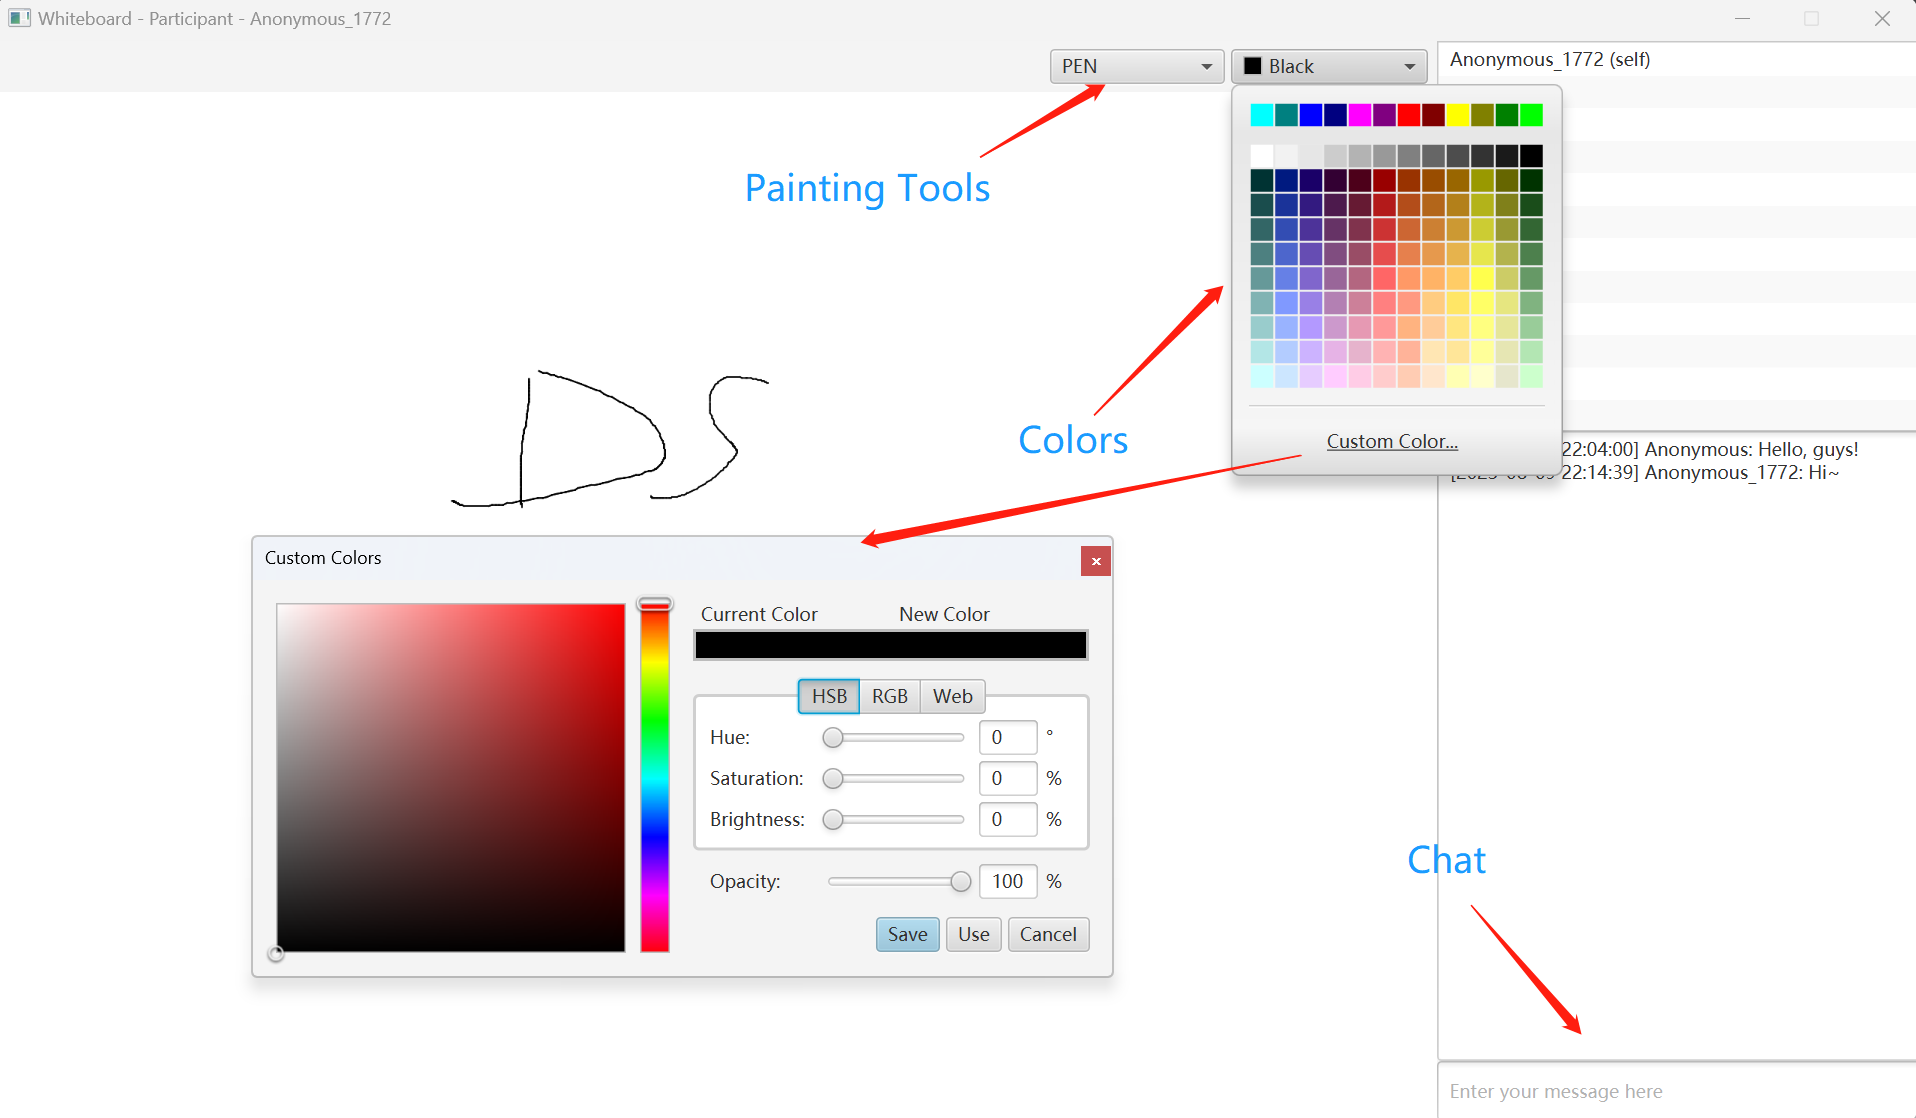 Whiteboard - Participant - Anonymous_1772
PEN
Black
Anonymous_1772 (self)
Painting Tools
Colors
Custom Color...
22:04:00] Anonymous: Hello, guys!
22:14:39] Anonymous_1772: Hi~
DS
Custom Colors
Current Color
New Color
HSB
RGB
Web
Hue:
0
°
Saturation:
0
%
Brightness:
0
%
Opacity:
100
%
Save
Use
Cancel
Chat
Enter your message here